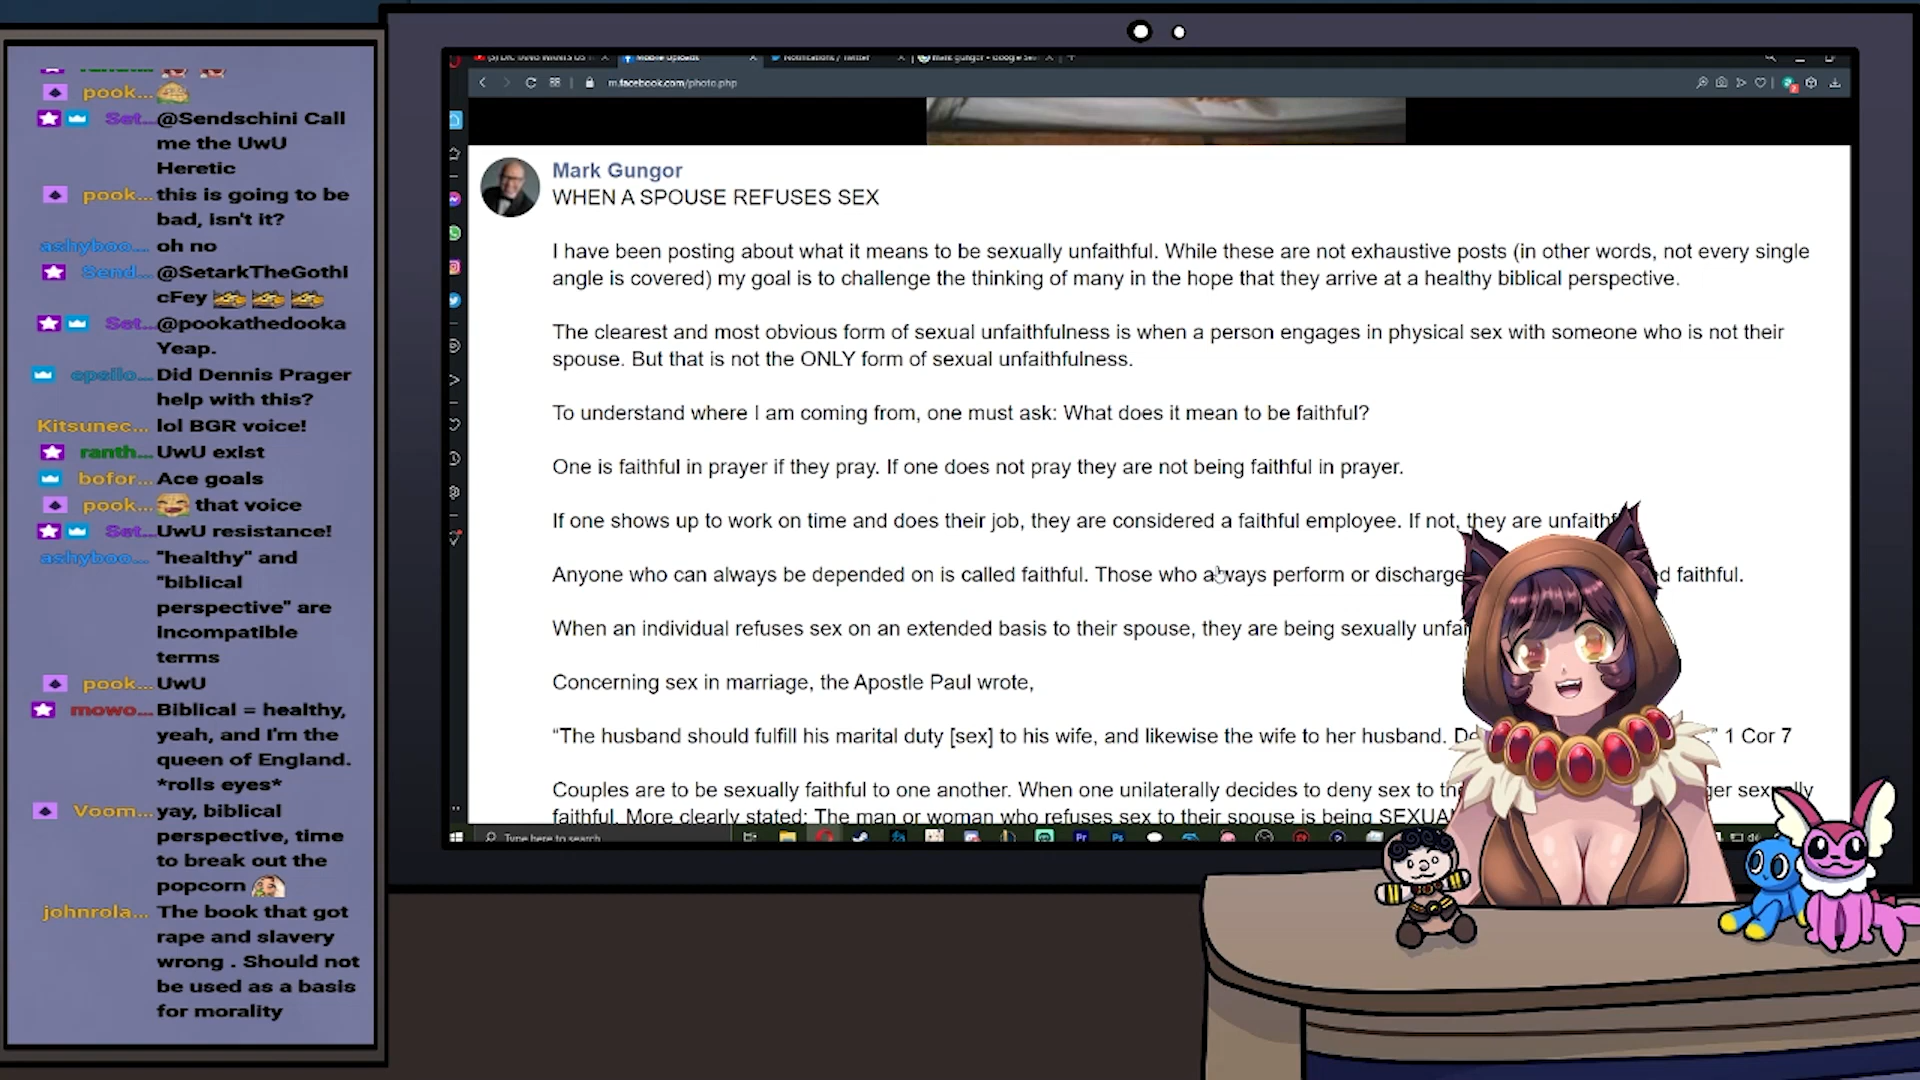 pook...
Set... @Sendschini Call
me the UwU
Heretic
pook... this is going to be
bad, isn't it?
ashyboo... oh no
Send... @SetarkTheGothi
cFey
Set... @pookathedooka
Yeap.
epsilo... Did Dennis Prager
help with this?
Kitsunec... lol BGR voice!
ranth... UwU exist
bofor... Ace goals
pook... that voice
Set... UwU resistance!
ashyboo... "healthy" and
"biblical
perspective" are
incompatible
terms
pook... UwU
mowo... Biblical = healthy,
yeah, and I'm the
queen of England.
*rolls eyes*
Voom... yay, biblical
perspective, time
to break out the
popcorn
johnrola... The book that got
rape and slavery
wrong . Should not
be used as a basis
for morality
Mobile Uploads
Notifications / Twitter
mark gungor - Google Se
m.facebook.com/photo.php
Mark Gungor
WHEN A SPOUSE REFUSES SEX
I have been posting about what it means to be sexually unfaithful. While these are not exhaustive posts (in other words, not every single
angle is covered) my goal is to challenge the thinking of many in the hope that they arrive at a healthy biblical perspective.
The clearest and most obvious form of sexual unfaithfulness is when a person engages in physical sex with someone who is not their
spouse. But that is not the ONLY form of sexual unfaithfulness.
To understand where I am coming from, one must ask: What does it mean to be faithful?
One is faithful in prayer if they pray. If one does not pray they are not being faithful in prayer.
If one shows up to work on time and does their job, they are considered a faithful employee. If not, they are unfaithf
Anyone who can always be depended on is called faithful. Those who always perform or discharge d faithful.
When an individual refuses sex on an extended basis to their spouse, they are being sexually unfa
Concerning sex in marriage, the Apostle Paul wrote,
“The husband should fulfill his marital duty [sex] to his wife, and likewise the wife to her husband. ” 1 Cor 7
Couples are to be sexually faithful to one another. When one unilaterally decides to deny sex to the ger sexually
faithful. More clearly stated: The man or woman who refuses sex to their spouse is being SEXUA
Type here to search